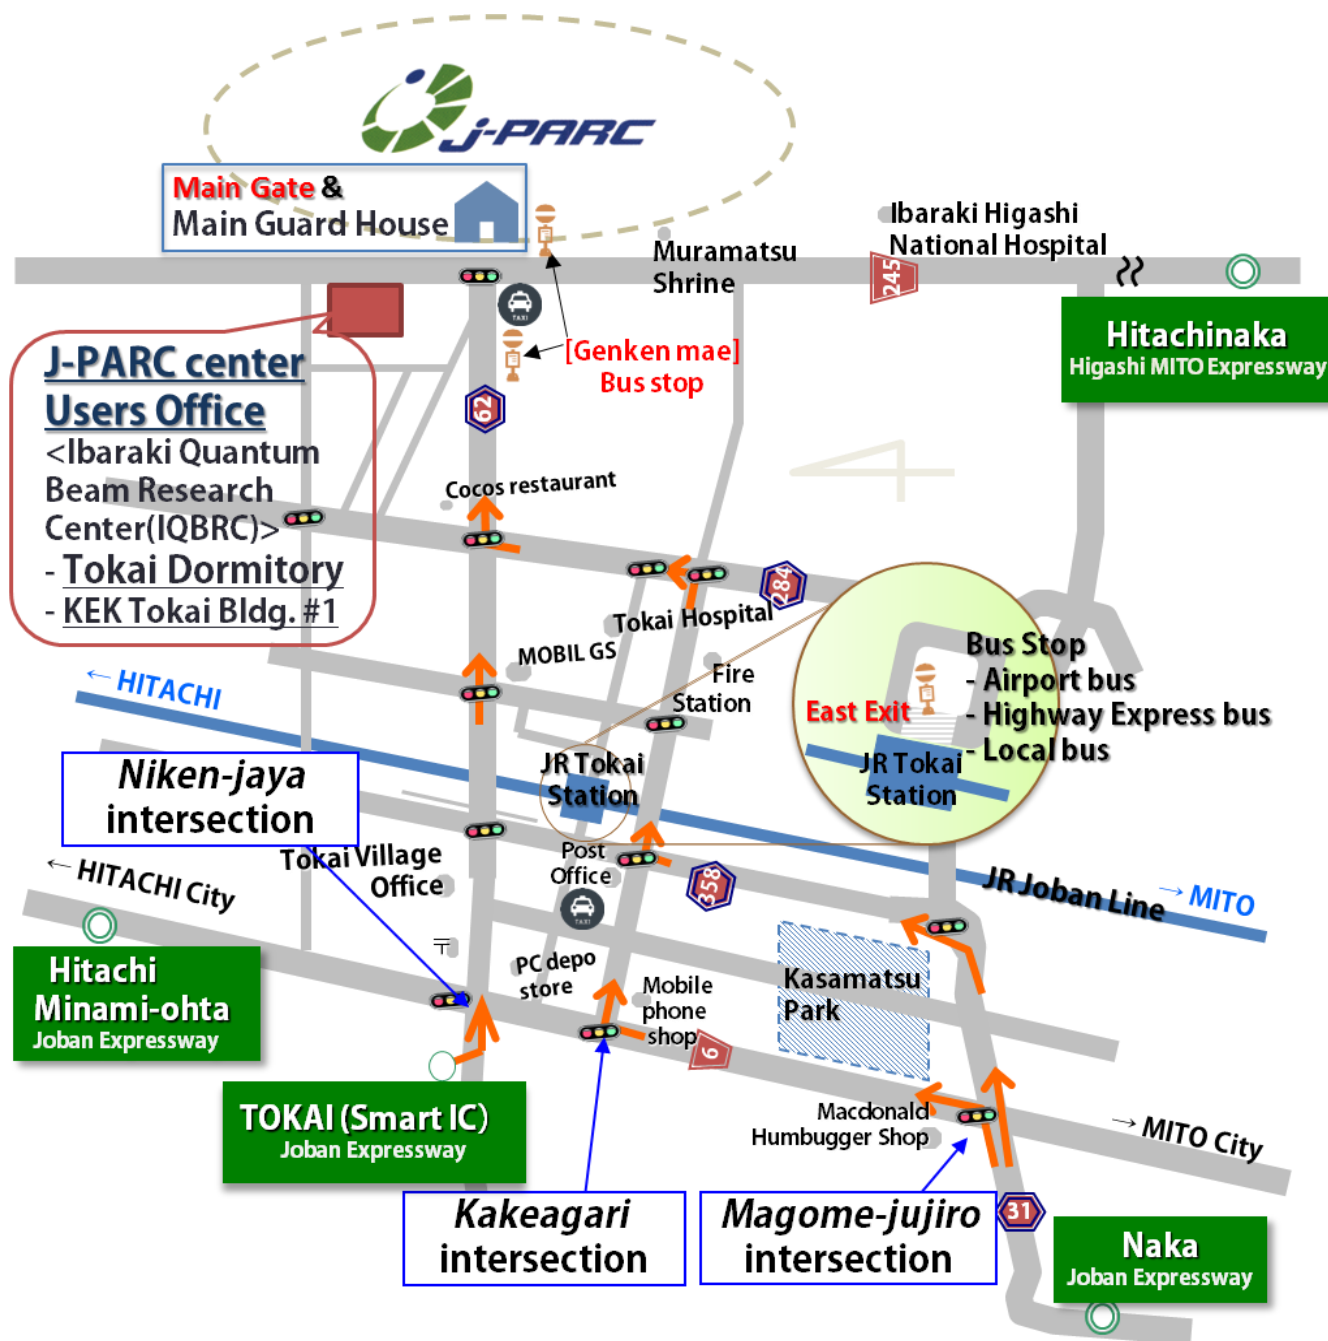 J-PARC
Main Gate &
Main Guard House
Ibaraki Higashi
National Hospital
Muramatsu
Shrine
245
TAXI
Hitachinaka
Higashi MITO Expressway
[Genken mae]
Bus stop
J-PARC center
Users Office
<Ibaraki Quantum
Beam Research
Center(IQBRC)>
- Tokai Dormitory
- KEK Tokai Bldg. #1
62
Cocos restaurant
284
Tokai Hospital
MOBIL GS
Fire
Station
Bus Stop
- Airport bus
- Highway Express bus
- Local bus
East Exit
JR Tokai
Station
← HITACHI
JR Tokai
Station
Niken-jaya
intersection
Tokai Village
Office
Post
Office
358
TAXI
JR Joban Line
→ MITO
← HITACHI City
〒
PC depo
store
Mobile
phone
shop
6
Kasamatsu
Park
Hitachi
Minami-ohta
Joban Expressway
TOKAI (Smart IC)
Joban Expressway
Macdonald
Humbugger Shop
→ MITO City
Kakeagari
intersection
Magome-jujiro
intersection
31
Naka
Joban Expressway